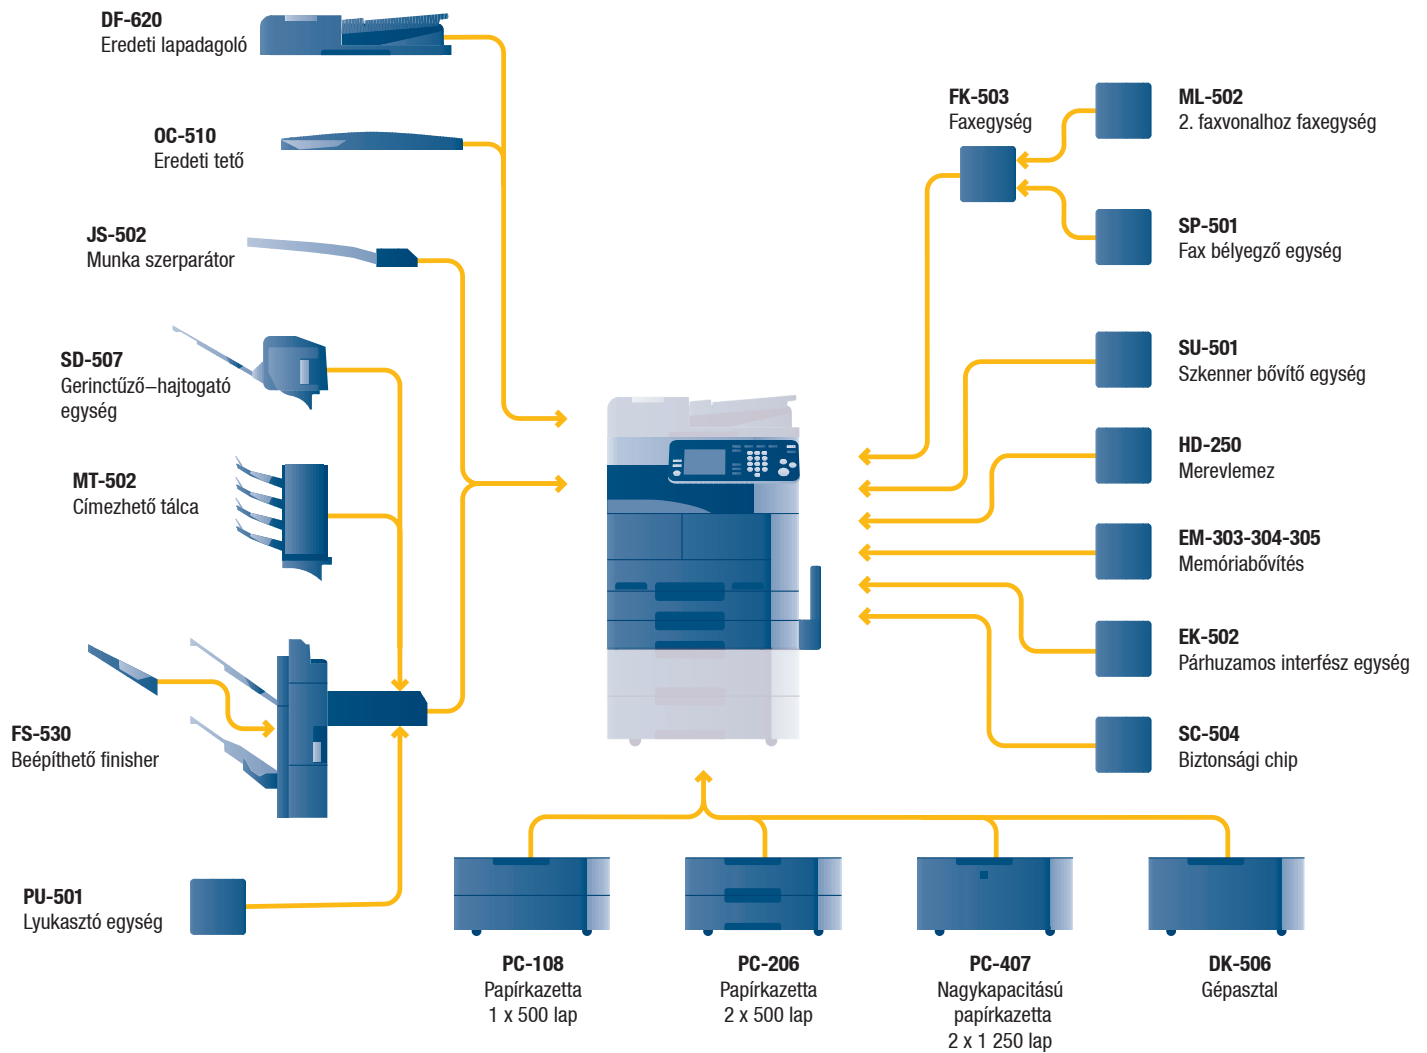 DF-620
Eredeti lapadagoló
OC-510
Eredeti tető
JS-502
Munka szerparátor
SD-507
Gerinctűző–hajtogató
egység
MT-502
Címezhető tálca
FS-530
Beépíthető finisher
PU-501
Lyukasztó egység
FK-503
Faxegység
ML-502
2. faxvonalhoz faxegység
SP-501
Fax bélyegző egység
SU-501
Szkenner bővítő egység
HD-250
Merevlemez
EM-303-304-305
Memóriabővítés
EK-502
Párhuzamos interfész egység
SC-504
Biztonsági chip
PC-108
Papírkazetta
1 x 500 lap
PC-206
Papírkazetta
2 x 500 lap
PC-407
Nagykapacitású
papírkazetta
2 x 1 250 lap
DK-506
Gépasztal